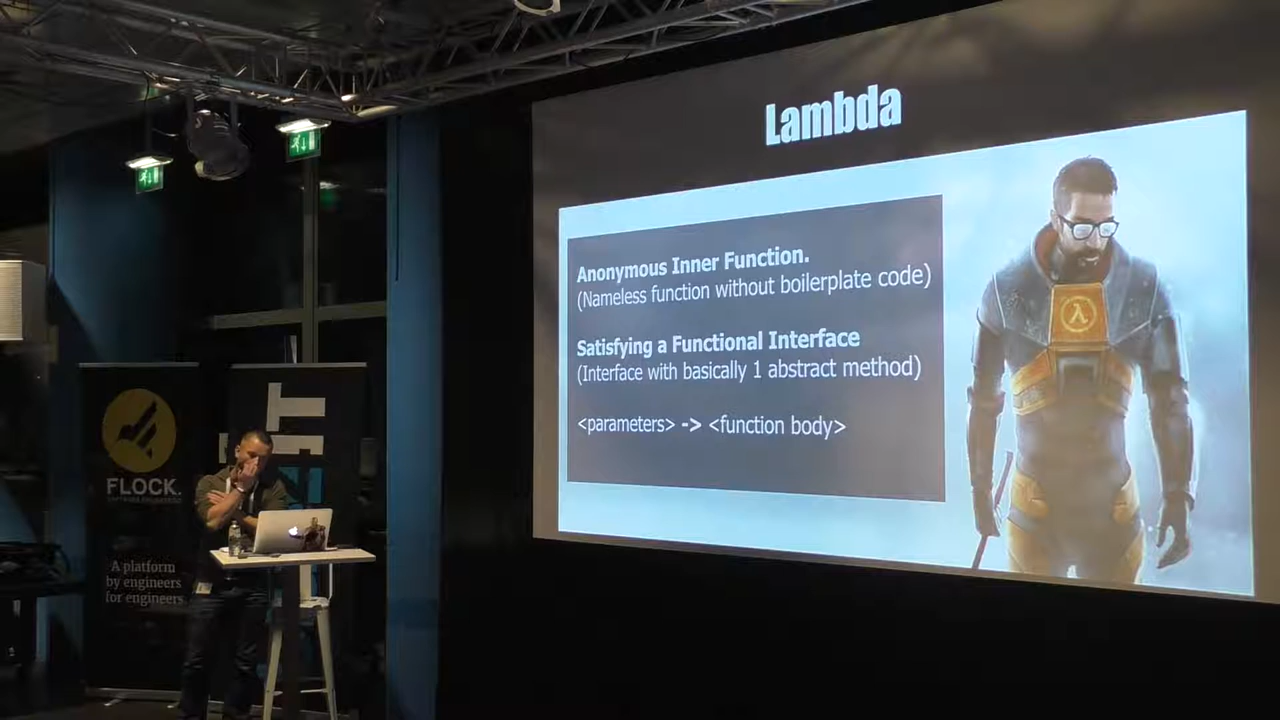 Lambda
Anonymous Inner Function.
(Nameless function without boilerplate code)
Satisfying a Functional Interface
(Interface with basically 1 abstract method)
<parameters> -> <function body>
λ
FLOCK.
A platform
by engineers
for engineers